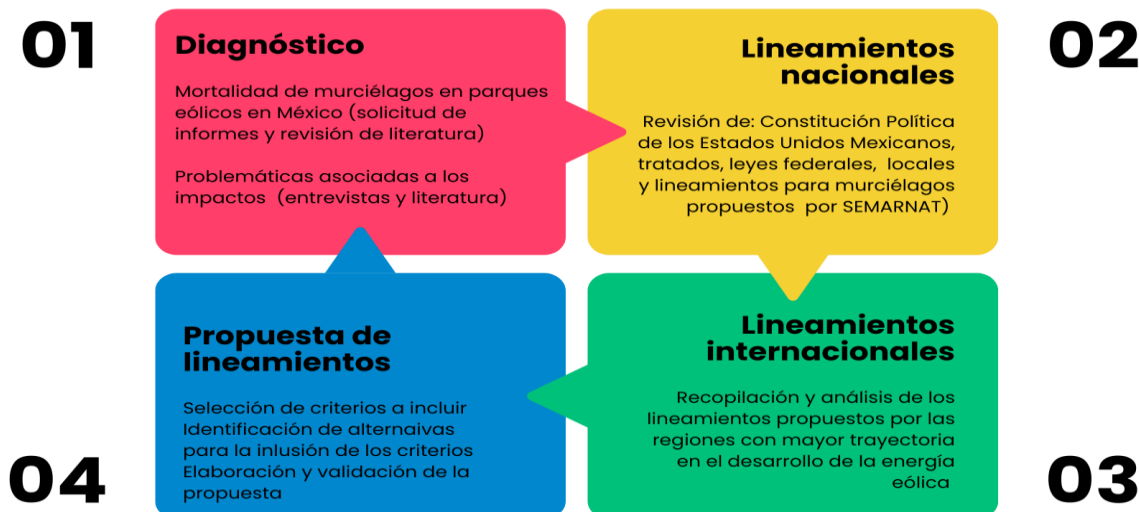 01
Diagnóstico
Mortalidad de murciélagos en parques
eólicos en México (solicitud de
informes y revisión de literatura)
Problemáticas asociadas a los
impactos (entrevistas y literatura)
02
Lineamientos
nacionales
Revisión de: Constitución Política
de los Estados Unidos Mexicanos,
tratados, leyes federales, locales
y lineamientos para murciélagos
propuestos por SEMARNAT)
03
Lineamientos
internacionales
Recopilación y análisis de los
lineamientos propuestos por las
regiones con mayor trayectoria
en el desarrollo de la energía
eólica
04
Propuesta de
lineamientos
Selección de criterios a incluir
Identificación de alternaivas
para la inlusión de los criterios
Elaboración y validación de la
propuesta